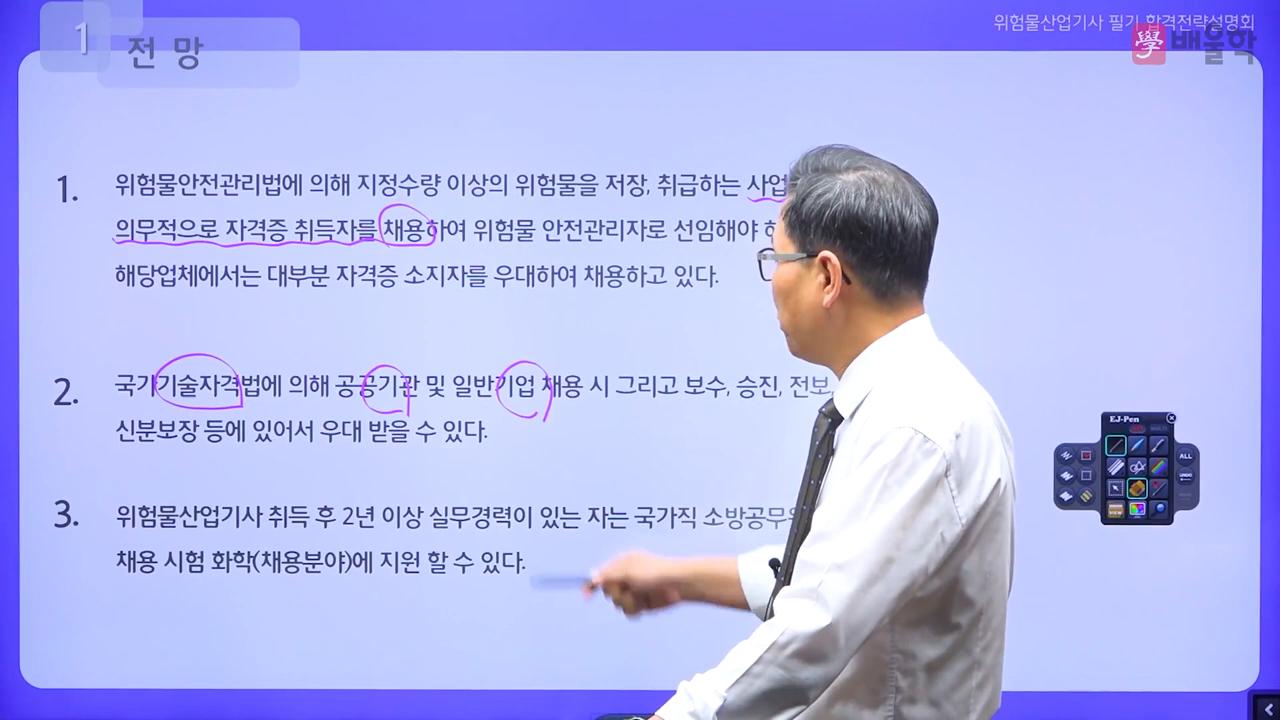 위험물산업기사 필기 합격전략설명회
學 배울학
1 전 망
1. 위험물안전관리법에 의해 지정수량 이상의 위험물을 저장, 취급하는
의무적으로 자격증 취득자를 채용하여 위험물 안전관리자로 선임해야
해당업체에서는 대부분 자격증 소지자를 우대하여 채용하고 있다.
2. 국가기술자격법에 의해 공공기관 및 일반기업 채용 시 그리고 보수, 승진, 전보,
신분보장 등에 있어서 우대 받을 수 있다.
3. 위험물산업기사 취득 후 2년 이상 실무경력이 있는 자는 국가직
채용 시험 화학(채용분야)에 지원 할 수 있다.
EJ-Pen
ALL
UNDO
VIEW